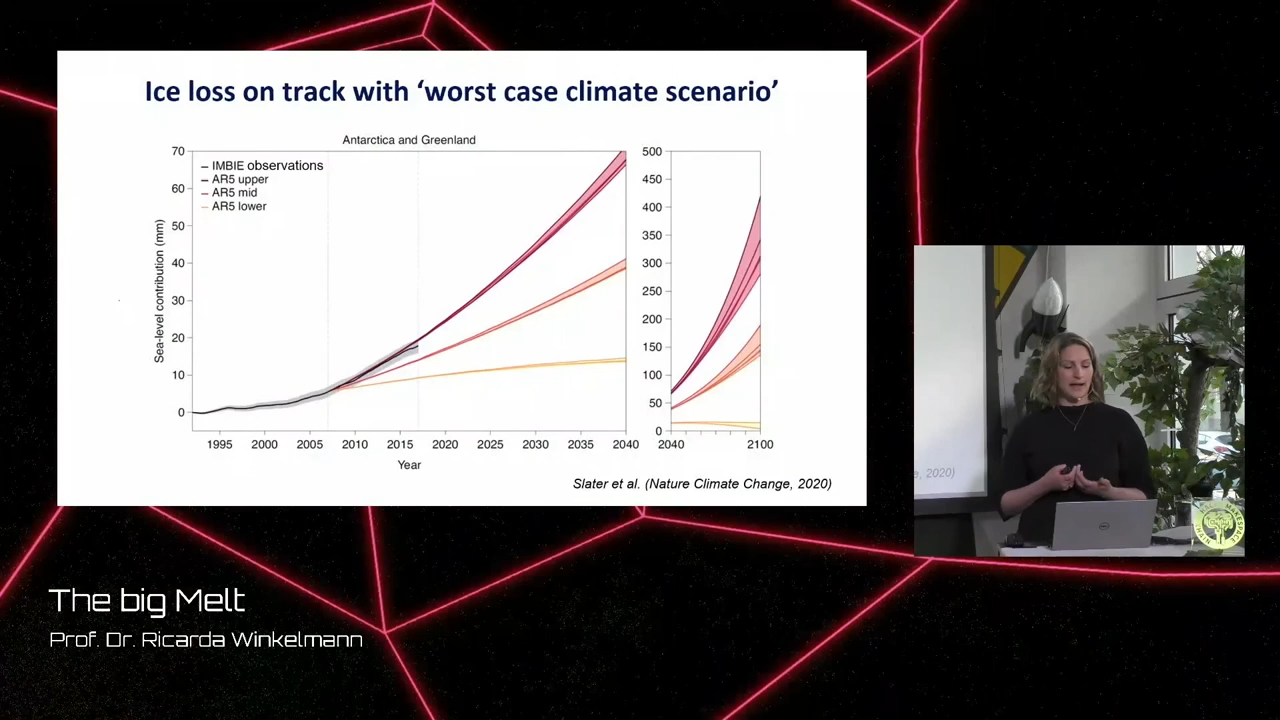 Ice loss on track with ‘worst case climate scenario’
Antarctica and Greenland
IMBIE observations
AR5 upper
AR5 mid
AR5 lower
Sea-level contribution (mm)
70
60
50
40
30
20
10
0
1995 2000 2005 2010 2015 2020 2025 2030 2035 2040
Year
500
450
400
350
300
250
200
150
100
50
0
2040 2100
Slater et al. (Nature Climate Change, 2020)
, 2020)
DELL
The big Melt
Prof. Dr. Ricarda Winkelmann